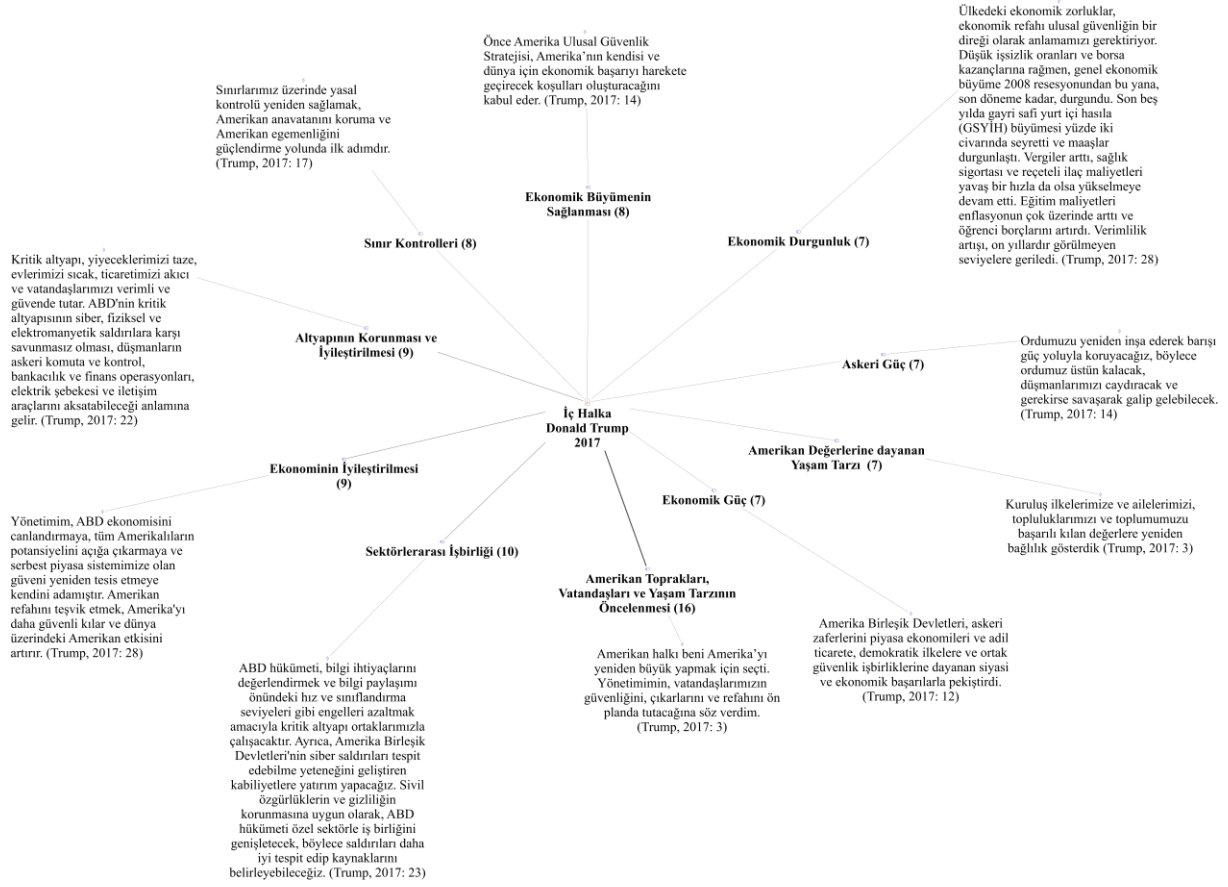 Ülkedeki ekonomik zorluklar,
ekonomik refahı ulusal güvenliğin bir
direği olarak anlamamızı gerektiriyor.
Düşük işsizlik oranları ve borsa
kazançlarına rağmen, genel ekonomik
büyüme 2008 resesyonundan bu yana,
son döneme kadar, durgundu. Son beş
yılda gayri safi yurt içi hasıla
(GSYİH) büyümesi yüzde iki
civarında seyretti ve maaşlar
durgunlaştı. Vergiler arttı, sağlık
sigortası ve reçeteli ilaç maliyetleri
yavaş bir hızla da olsa yükselmeye
devam etti. Eğitim maliyetleri
enflasyonun çok üzerinde arttı ve
öğrenci borçlarını artırdı. Verimlilik
artışı, on yıllardır görülmeyen
seviyelere geriledi. (Trump, 2017: 28)
Önce Amerika Ulusal Güvenlik
Stratejisi, Amerika’nın kendisi ve
dünya için ekonomik başarıyı harekete
geçirecek koşulları oluşturacağını
kabul eder. (Trump, 2017: 14)
Sınırlarımız üzerinde yasal
kontrolü yeniden sağlamak,
Amerikan anavatanını koruma ve
Amerikan egemenliğini
güçlendirme yolunda ilk adımdır.
(Trump, 2017: 17)
Ekonomik Büyümenin
Sağlanması (8)
Sınır Kontrolleri (8)
Ekonomik Durgunluk (7)
Kritik altyapı, yiyeceklerimizi taze,
evlerimizi sıcak, ticaretimizi akıcı
ve vatandaşlarımızı verimli ve
güvende tutar. ABD'nin kritik
altyapısının siber, fiziksel ve
elektromanyetik saldırılara karşı
savunmasız olması, düşmanların
askeri komuta ve kontrol,
bankacılık ve finans operasyonları,
elektrik şebekesi ve iletişim
araçlarını aksatabileceği anlamına
gelir. (Trump, 2017: 22)
Altyapının Korunması ve
İyileştirilmesi (9)
Askeri Güç (7)
Ordumuzu yeniden inşa ederek barışı
güç yoluyla koruyacağız, böylece
ordumuz üstün kalacak,
düşmanlarımızı caydıracak ve
gerekirse savaşarak galip gelebilecek.
(Trump, 2017: 14)
İç Halka
Donald Trump
2017
Amerikan Değerlerine dayanan
Yaşam Tarzı (7)
Ekonominin İyileştirilmesi
(9)
Ekonomik Güç (7)
Kuruluş ilkelerimize ve ailelerimizi,
topluluklarımızı ve toplumumuzu
başarılı kılan değerlere yeniden
bağlılık gösterdik (Trump, 2017: 3)
Yönetimim, ABD ekonomisini
canlandırmaya, tüm Amerikalıların
potansiyelini açığa çıkarmaya ve
serbest piyasa sistemimize olan
güveni yeniden tesis etmeye
kendini adamıştır. Amerikan
refahını teşvik etmek, Amerika'yı
daha güvenli kılar ve dünya
üzerindeki Amerikan etkisini
artırır. (Trump, 2017: 28)
Sektörlerarası İşbirliği (10)
Amerikan Toprakları,
Vatandaşları ve Yaşam Tarzının
Öncelenmesi (16)
Amerika Birleşik Devletleri, askeri
zaferlerini piyasa ekonomileri ve adil
ticarete, demokratik ilkelere ve ortak
güvenlik işbirliklerine dayanan siyasi
ve ekonomik başarılarla pekiştirdi.
(Trump, 2017: 12)
Amerikan halkı beni Amerika’yı
yeniden büyük yapmak için seçti.
Yönetimimin, vatandaşlarımızın
güvenliğini, çıkarlarını ve refahını ön
planda tutacağına söz verdim.
(Trump, 2017: 3)
ABD hükümeti, bilgi ihtiyaçlarını
değerlendirmek ve bilgi paylaşımı
önündeki hız ve sınıflandırma
seviyeleri gibi engelleri azaltmak
amacıyla kritik altyapı ortaklarımızla
çalışacaktır. Ayrıca, Amerika Birleşik
Devletleri'nin siber saldırıları tespit
edebilme yeteneğini geliştiren
kabiliyetlere yatırım yapacağız. Sivil
özgürlüklerin ve gizliliğin
korunmasına uygun olarak, ABD
hükümeti özel sektörle iş birliğini
genişletecek, böylece saldırıları daha
iyi tespit edip kaynaklarını
belirleyebileceğiz. (Trump, 2017: 23)